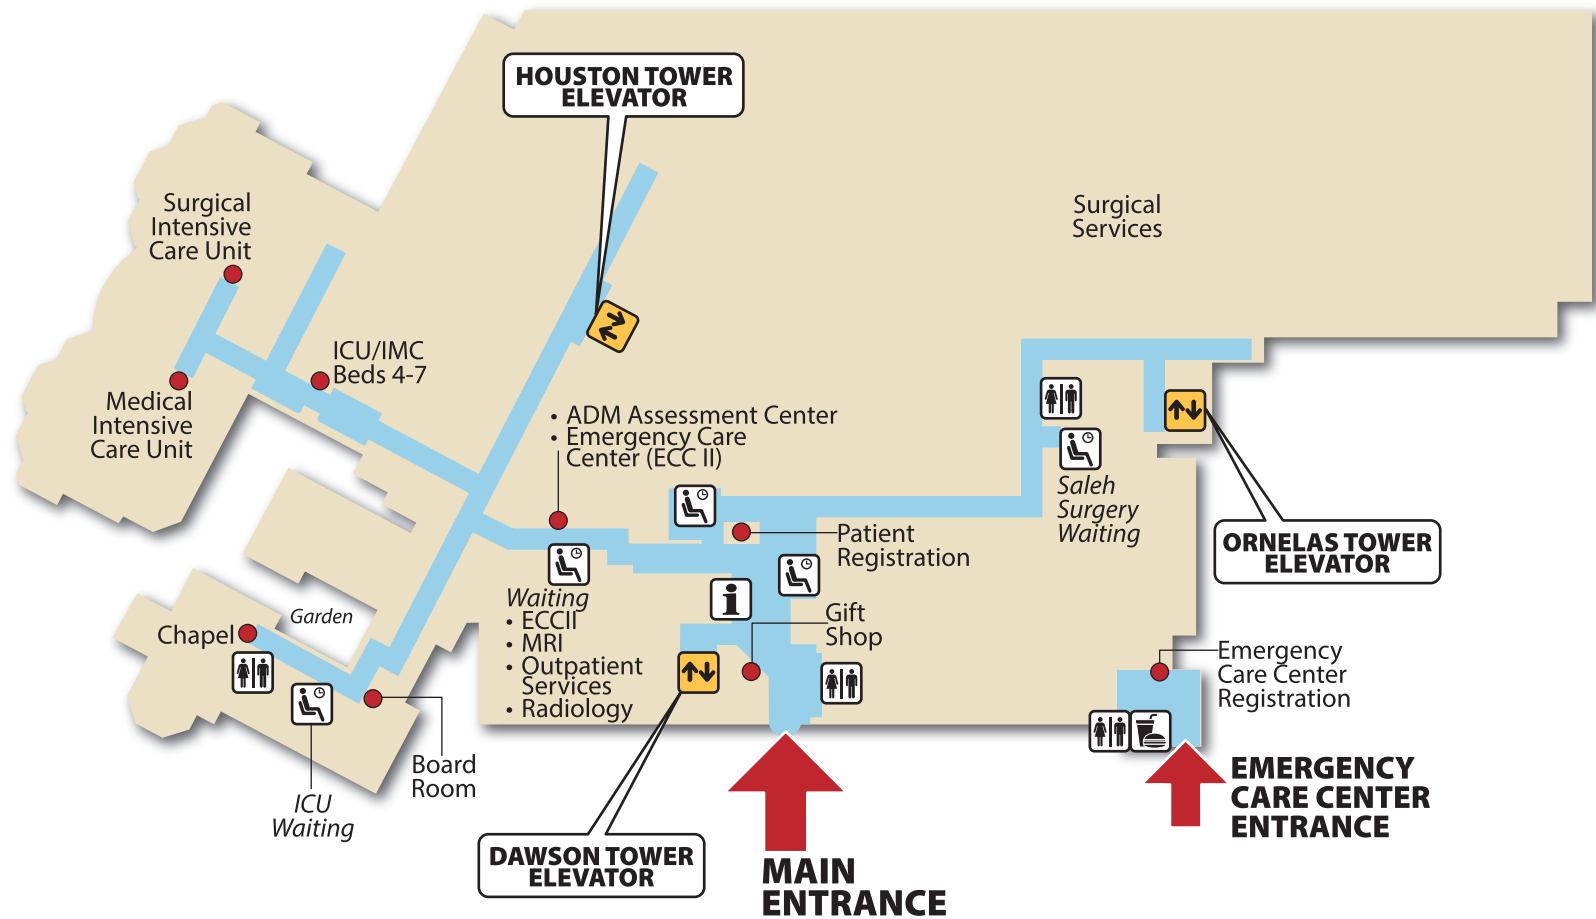 HOUSTON TOWER
ELEVATOR
Surgical
Intensive
Care Unit
Surgical
Services
ICU/IMC
Beds 4-7
Medical
Intensive
Care Unit
• ADM Assessment Center
• Emergency Care
Center (ECC II)
Saleh
Surgery
Waiting
Patient
Registration
ORNELAS TOWER
ELEVATOR
Waiting
• ECCII
• MRI
• Outpatient
Services
• Radiology
Garden
Chapel
Gift
Shop
Emergency
Care Center
Registration
Board
Room
ICU
Waiting
EMERGENCY
CARE CENTER
ENTRANCE
DAWSON TOWER
ELEVATOR
MAIN
ENTRANCE